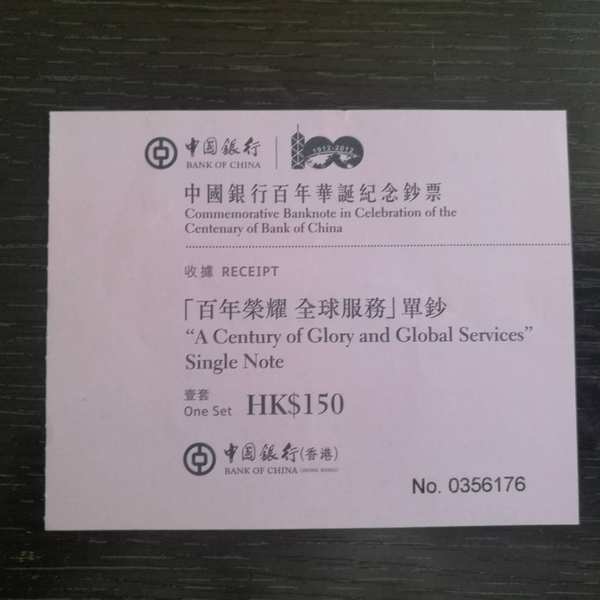 中国銀行
BANK OF CHINA
1912-2012
中國銀行百年華誕紀念鈔票
Commemorative Banknote in Celebration of the
Centenary of Bank of China
收據 RECEIPT
「百年榮耀 全球服務」單鈔
“A Century of Glory and Global Services”
Single Note
壹套
One Set HK$150
中国銀行(香港)
BANK OF CHINA (HONG KONG)
No. 0356176